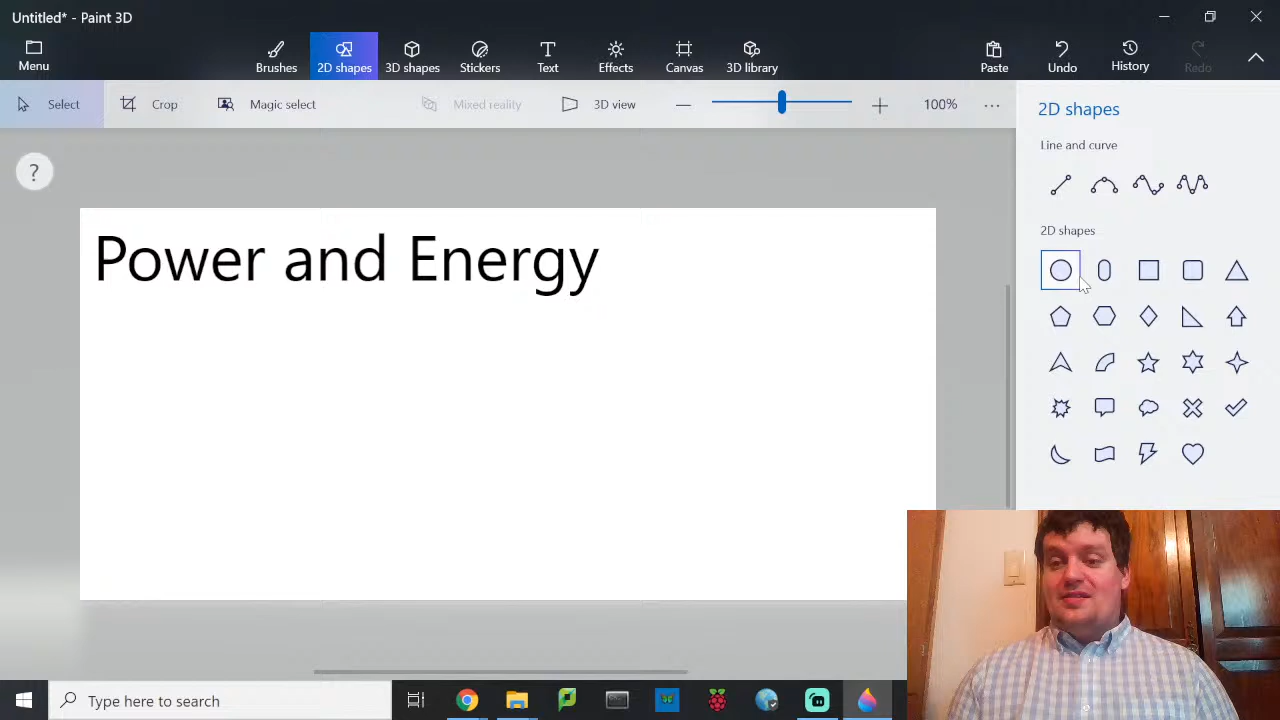 Untitled* - Paint 3D
Menu
Brushes
2D shapes
3D shapes
Stickers
Text
Effects
Canvas
3D library
Paste
Undo
History
Redo
Select
Crop
Magic select
Mixed reality
3D view
100%
2D shapes
Line and curve
2D shapes
?
Power and Energy
Type here to search